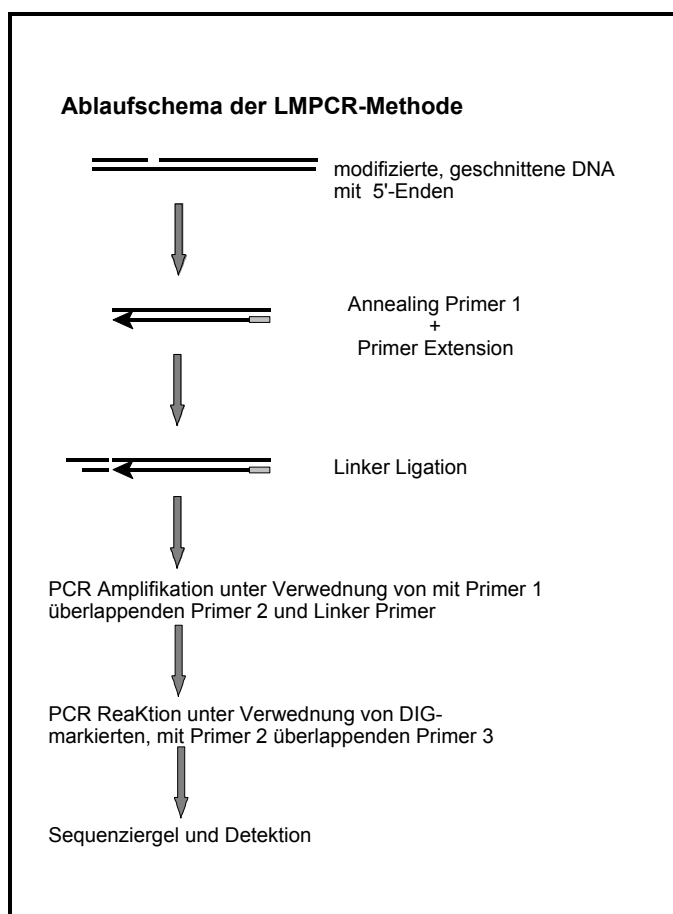 Ablaufschema der LMPCR-Methode
modifizierte, geschnittene DNA
mit 5'-Enden
Annealing Primer 1
+
Primer Extension
Linker Ligation
PCR Amplifikation unter Verwednung von mit Primer 1
überlappenden Primer 2 und Linker Primer
PCR ReaKtion unter Verwednung von DIG-
markierten, mit Primer 2 überlappenden Primer 3
Sequenziergel und Detektion